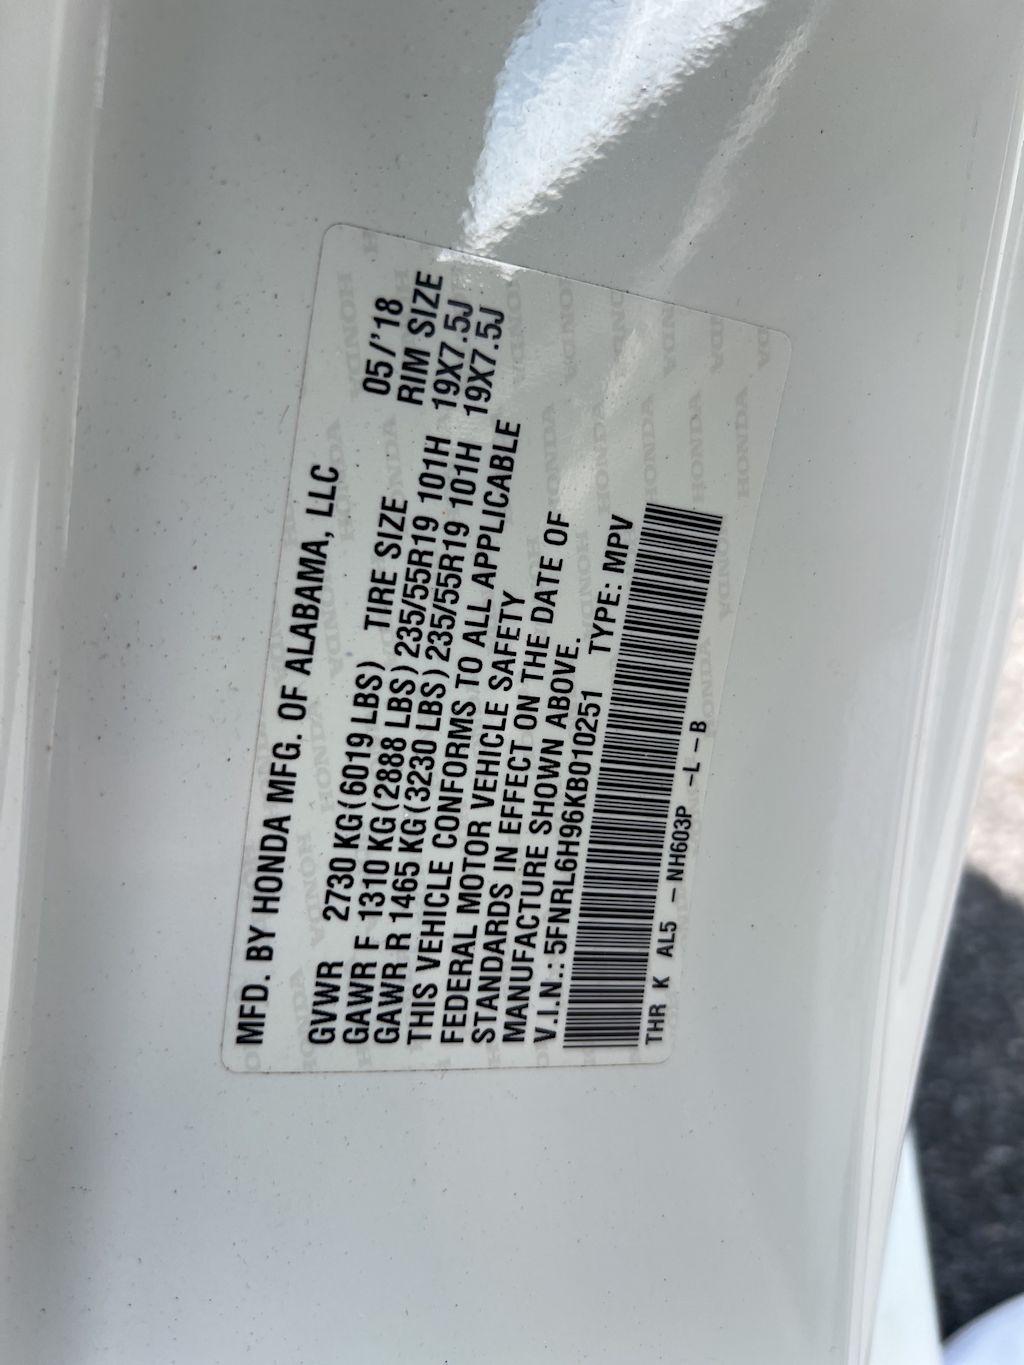 MFD. BY HONDA MFG. OF ALABAMA, LLC 05/'18
GVWR 2730 KG(6019 LBS) TIRE SIZE RIM SIZE
GAWR F 1310 KG(2888 LBS) 235/55R19 101H 19X7.5J
GAWR R 1465 KG(3230 LBS) 235/55R19 101H 19X7.5J
THIS VEHICLE CONFORMS TO ALL APPLICABLE
FEDERAL MOTOR VEHICLE SAFETY
STANDARDS IN EFFECT ON THE DATE OF
MANUFACTURE SHOWN ABOVE.
V.I.N.: 5FNRL6H96KB010251 TYPE: MPV
THR K AL5 – NH603P –L–B